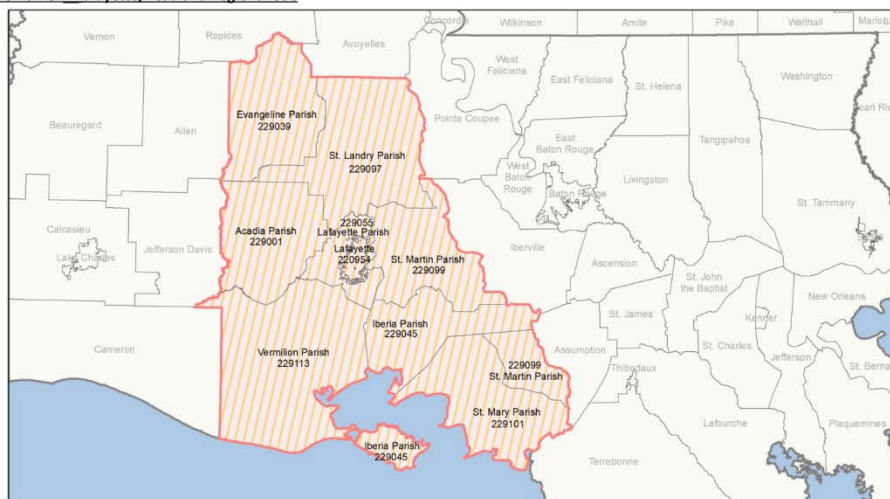 Concordia
Wilkinson
Amite
Pike
Walthall
Vernon
Rapides
Avoyelles
West
Feliciana
East Feliciana
St. Helena
Washington
Evangeline Parish
229039
Pointe Coupee
Beauregard
Allen
Tangipahoa
East
Baton Rouge
St. Landry Parish
229097
West
Baton
Rouge
Baton Rouge
Livingston
St. Tammany
229055
Lafayette Parish
Lafayette
220954
Acadia Parish
229001
Calcasieu
Lake Charles
Jefferson Davis
St. Martin Parish
229099
Iberville
Ascension
St. John
the Baptist
New Orleans
Iberia Parish
229045
St. James
Kenner
Cameron
Vermilion Parish
229113
Assumption
St. Charles
Jefferson
229099
St. Martin Parish
Thibodaux
St. Berna
St. Mary Parish
229101
Lafourche
Plaquemines
Iberia Parish
229045
Terrebonne